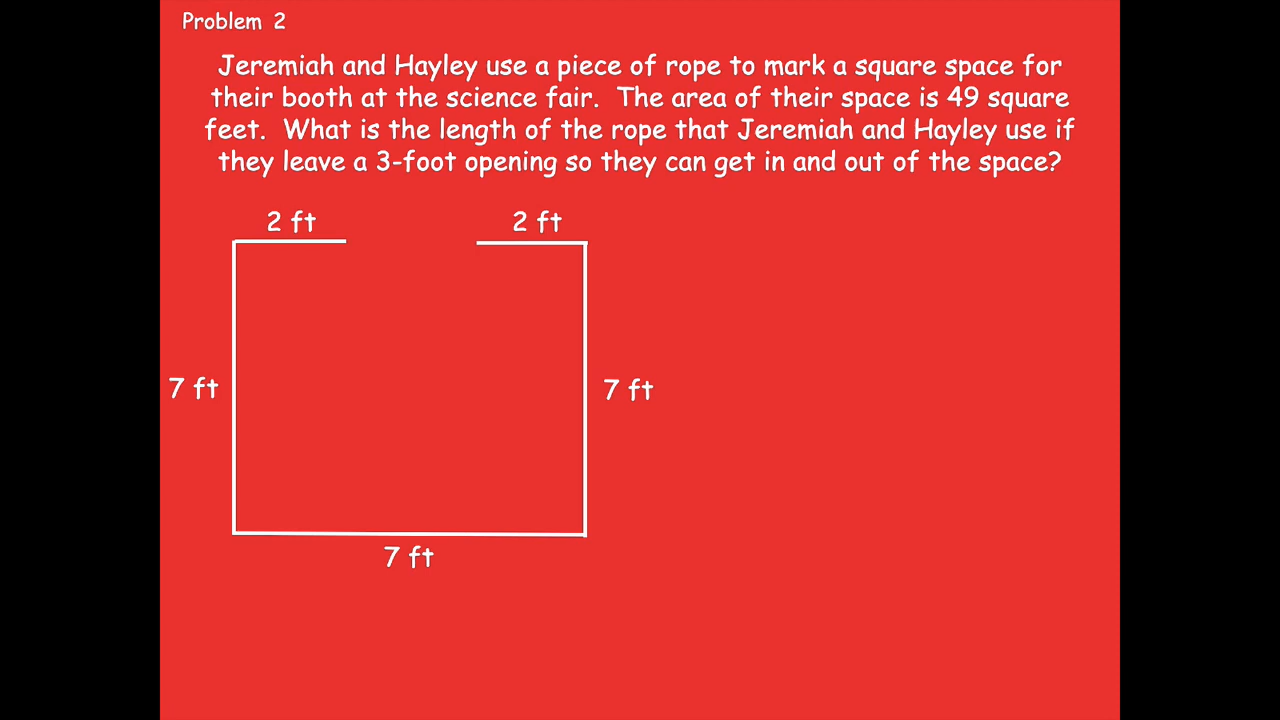 Problem 2
Jeremiah and Hayley use a piece of rope to mark a square space for
their booth at the science fair. The area of their space is 49 square
feet. What is the length of the rope that Jeremiah and Hayley use if
they leave a 3-foot opening so they can get in and out of the space?
2 ft 2 ft
7 ft 7 ft
7 ft